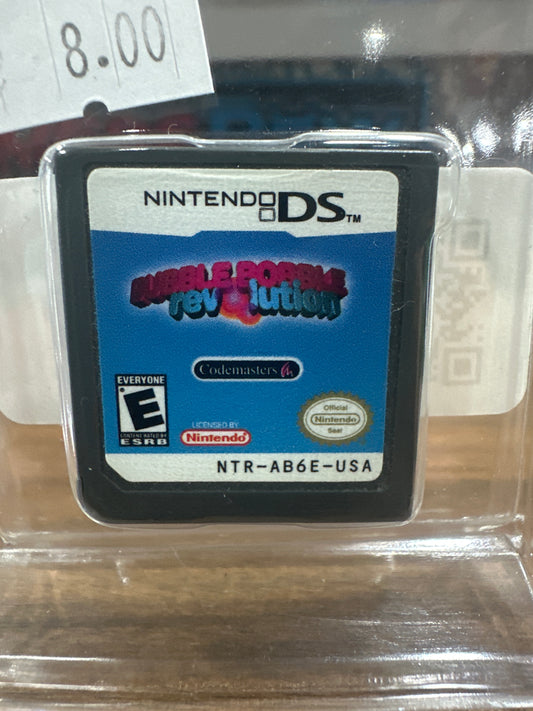 8.00
NINTENDO DS™
BUBBLE BOBBLE
revolution
Codemasters
EVERYONE
E
CONTENT RATED BY
ESRB
LICENSED BY
Nintendo®
Official
Nintendo
Seal
NTR-AB6E-USA